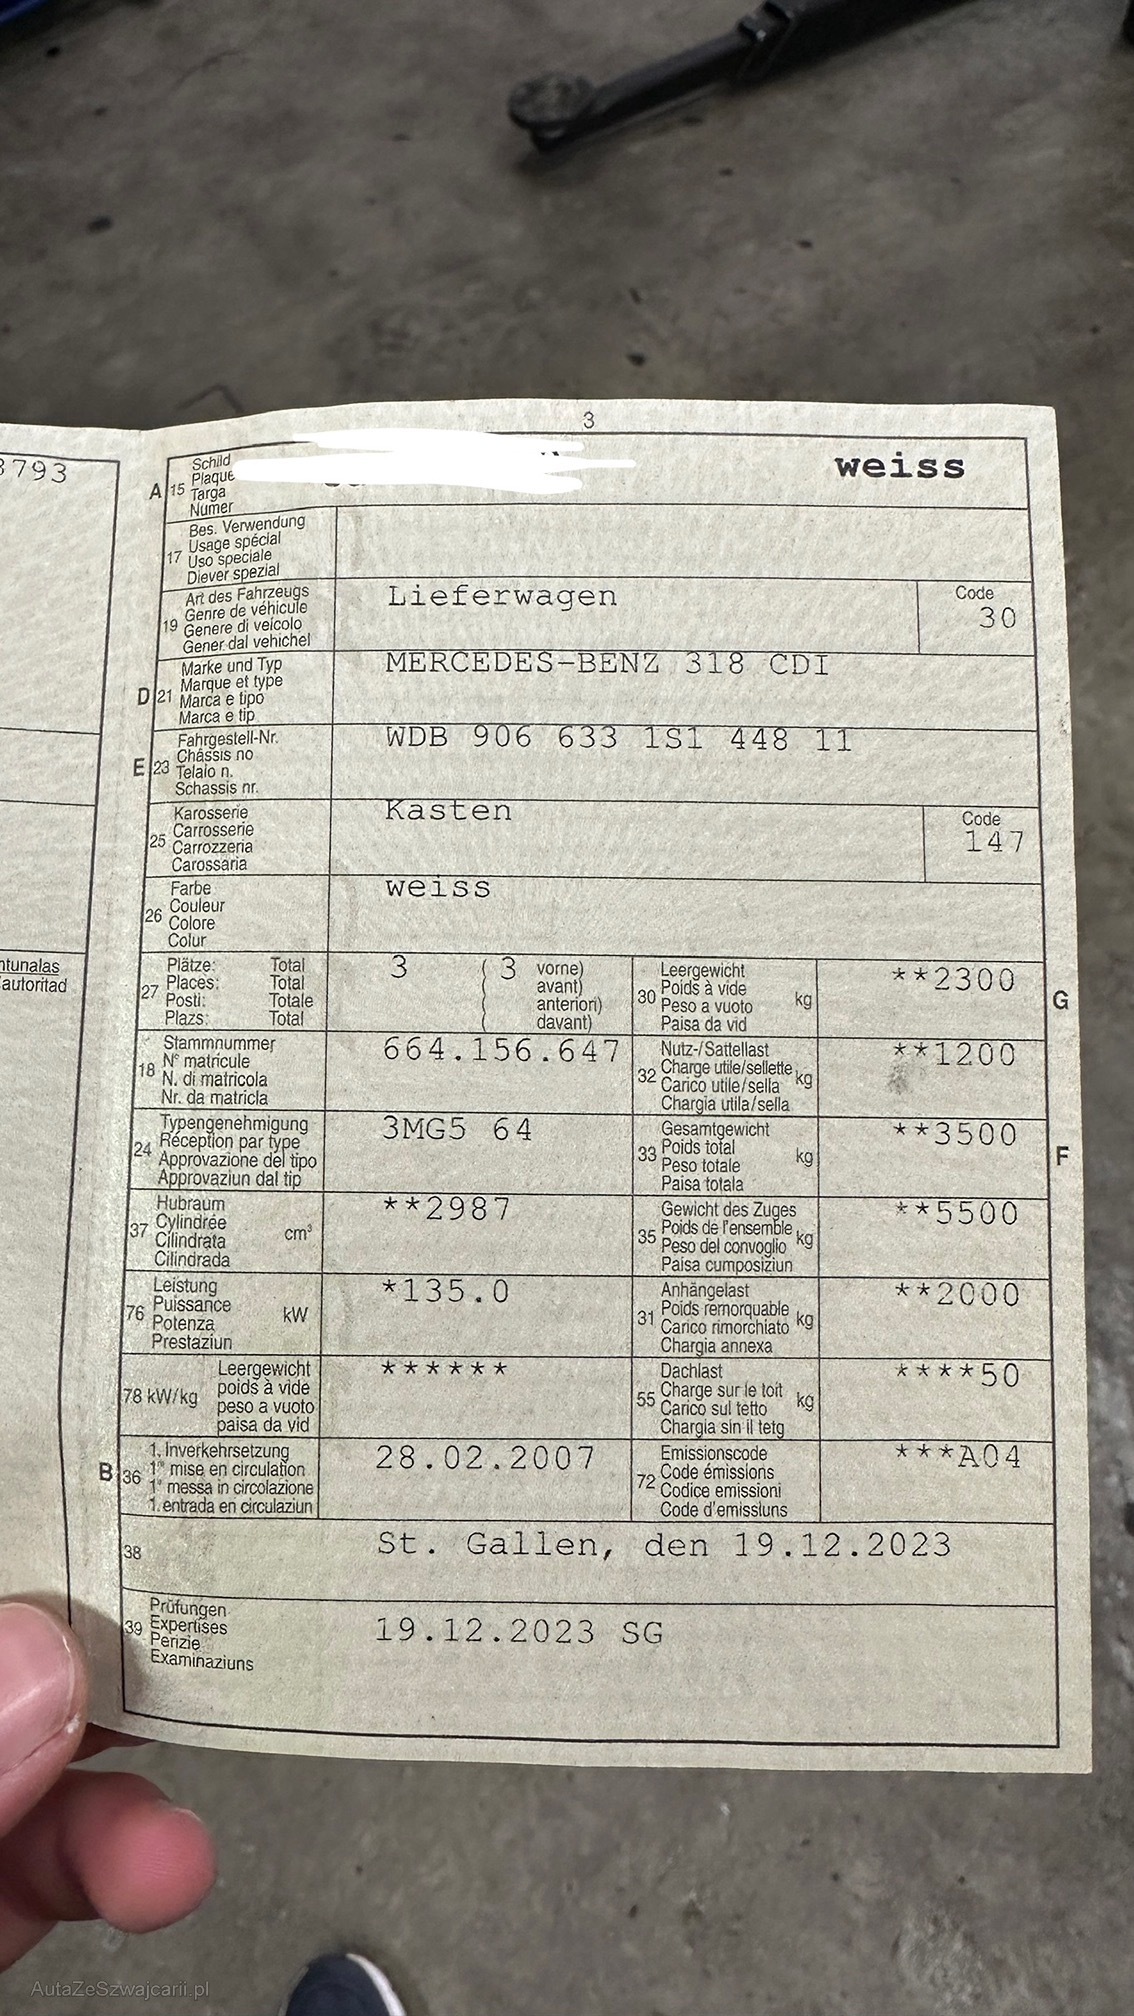 3
3793
ntunalas
autoritad
A 15 Schild
Plaque
Targa
Numer
weiss
17 Bes. Verwendung
Usage spécial
Uso speciale
Diever spezial
19 Art des Fahrzeugs
Genre de véhicule
Genere di veicolo
Gener dal vehichel
Lieferwagen
Code
30
D 21 Marke und Typ
Marque et type
Marca e tipo
Marca e tip
MERCEDES-BENZ 318 CDI
E 23 Fahrgestell-Nr.
Châssis no
Telaio n.
Schassis nr.
WDB 906 633 1S1 448 11
25 Karosserie
Carrosserie
Carrozzeria
Carossaria
Kasten
Code
147
26 Farbe
Couleur
Colore
Colur
weiss
27 Plätze: Total
Places: Total
Posti: Totale
Plazs: Total
3 ( 3 vorne)
( avant)
( anteriori)
( davant)
30 Leergewicht
Poids à vide
Peso a vuoto kg
Paisa da vid
**2300
G
18 Stammnummer
N° matricule
N. di matricola
Nr. da matricla
664.156.647
32 Nutz-/Sattellast
Charge utile/sellette kg
Carico utile/sella
Chargia utila/sella
**1200
24 Typengenehmigung
Réception par type
Approvazione del tipo
Approvaziun dal tip
3MG5 64
33 Gesamtgewicht
Poids total
Peso totale kg
Paisa totala
**3500
F
37 Hubraum
Cylindrée
Cilindrata cm³
Cilindrada
**2987
35 Gewicht des Zuges
Poids de l'ensemble kg
Peso del convoglio
Paisa cumposiziun
**5500
76 Leistung
Puissance
Potenza kW
Prestaziun
*135.0
31 Anhängelast
Poids remorquable kg
Carico rimorchiato
Chargia annexa
**2000
78 kW/kg Leergewicht
poids à vide
peso a vuoto
paisa da vid
******
55 Dachlast
Charge sur le toit kg
Carico sul tetto
Chargia sin il tetg
****50
B 36 1. Inverkehrsetzung
1re mise en circulation
1a messa in circolazione
1. entrada en circulaziun
28.02.2007
72 Emissionscode
Code émissions
Codice emissioni
Code d'emissiuns
***A04
38 St. Gallen, den 19.12.2023
39 Prüfungen
Expertises
Perizie
Examinaziuns
19.12.2023 SG
AutaZeSzwajcarii.pl